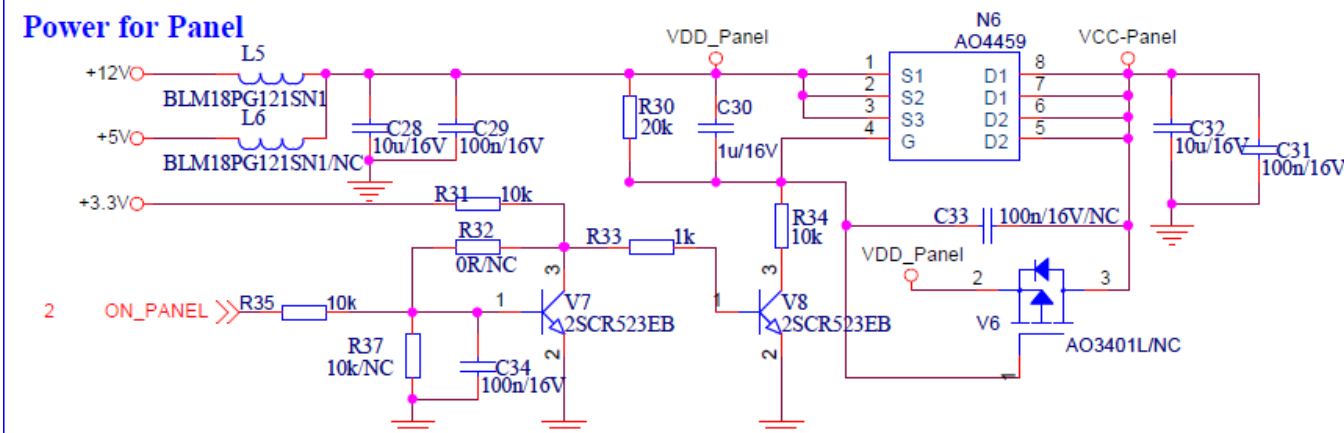 Power for Panel
L5
+12V
BLM18PG121SN1
L6
+5V
BLM18PG121SN1/NC
C28
10u/16V
C29
100n/16V
VDD_Panel
R30
20k
C30
1u/16V
N6
AO4459
1 S1 D1 8
2 S2 D1 7
3 S3 D2 6
4 G D2 5
VCC-Panel
C32
10u/16V
C31
100n/16V
+3.3V
R31 10k
R32
0R/NC
R33 1k
R34
10k
C33 100n/16V/NC
VDD_Panel
2 3
V6
AO3401L/NC
1
2 ON_PANEL
R35 10k
R37
10k/NC
C34
100n/16V
3
1
V7
2SCR523EB
2
3
1
V8
2SCR523EB
2